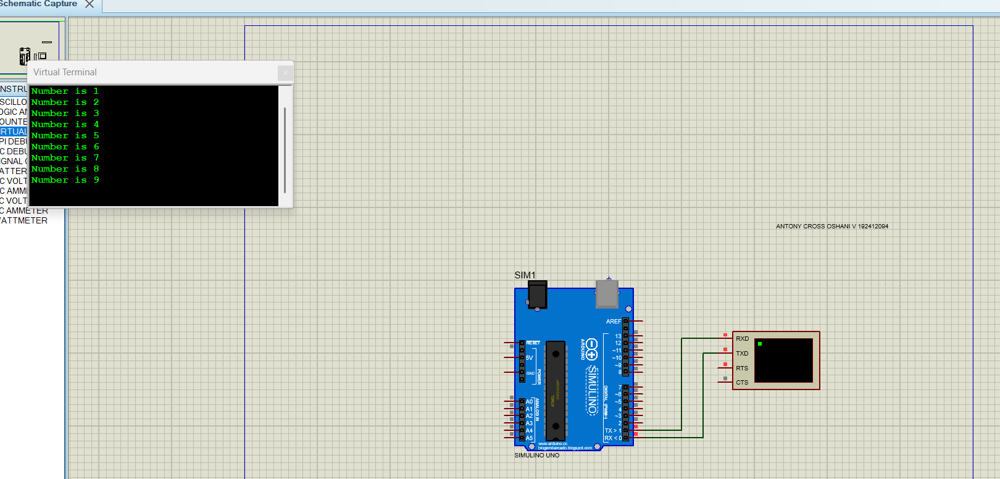 Schematic Capture
Virtual Terminal
Number is 1
Number is 2
Number is 3
Number is 4
Number is 5
Number is 6
Number is 7
Number is 8
Number is 9
NSTRU
SCILLO
OGIC AN
OUNTE
IRTUAL
PI DEBU
C DEBU
IGNAL
ATTER
C VOLT
C AMMI
C VOLT
C AMMETER
ATTMETER
ANTONY CROSS OSHANI V 192412094
SIM1
AREF
13
12
~11
~10
~9
8
RESET
5V
GND
POWER
ARDUINO
SIMULINO
DIGITAL (PWM~)
7
~6
~5
4
~3
2
TX > 1
RX < 0
ANALOG IN
A0
A1
A2
A3
A4
A5
ATMEL
www.arduino.cc
blogembarcado.blogspot.com
SIMULINO UNO
RXD
TXD
RTS
CTS